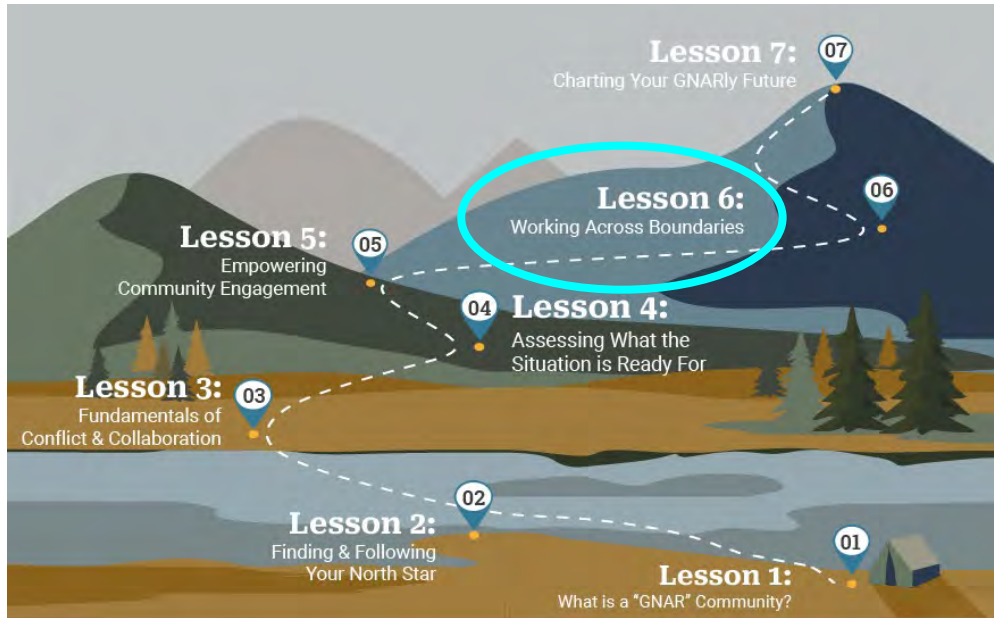 Lesson 7:
Charting Your GNARly Future
07
Lesson 6:
Working Across Boundaries
06
Lesson 5:
Empowering
Community Engagement
05
04
Lesson 4:
Assessing What the
Situation is Ready For
Lesson 3:
Fundamentals of
Conflict & Collaboration
03
02
Lesson 2:
Finding & Following
Your North Star
01
Lesson 1:
What is a “GNAR” Community?